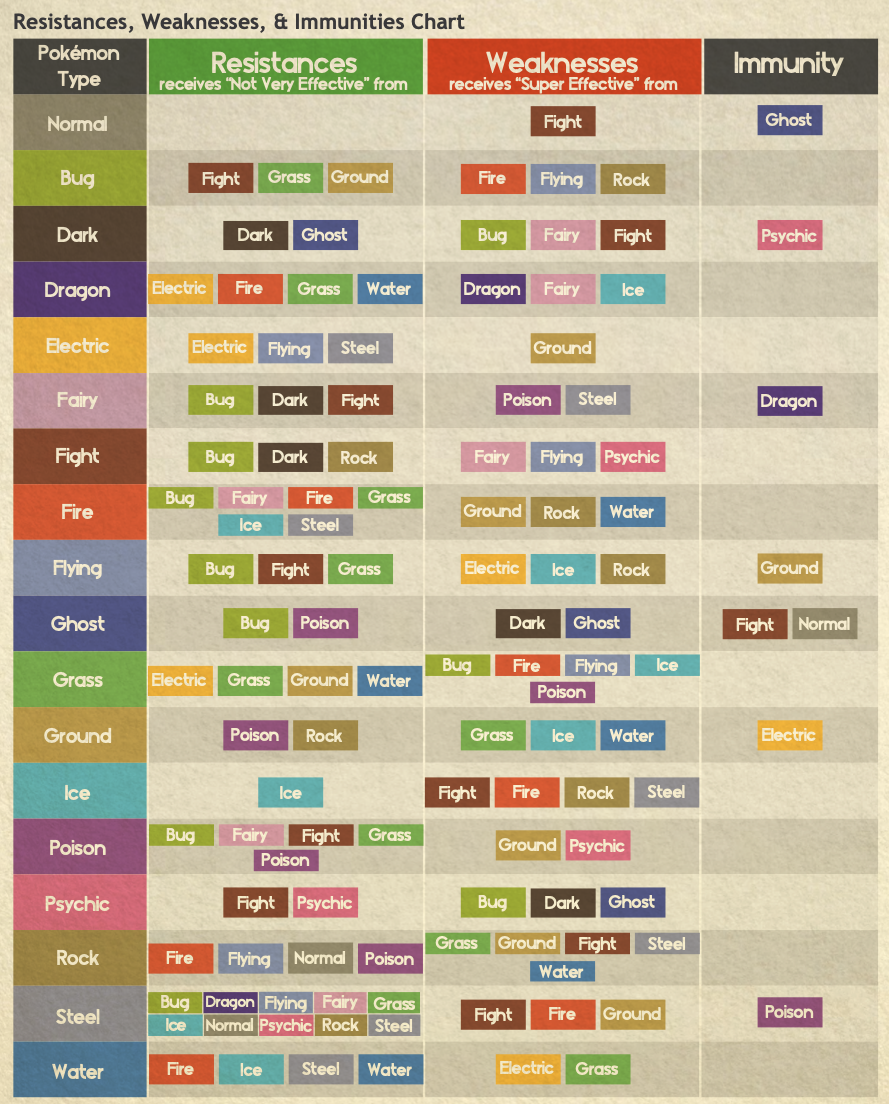 Resistances, Weaknesses, & Immunities Chart
Pokémon Type Resistances Weaknesses Immunity
receives "Not Very Effective" from receives "Super Effective" from
Normal Fight Ghost
Bug Fight Grass Ground Fire Flying Rock
Dark Dark Ghost Bug Fairy Fight Psychic
Dragon Electric Fire Grass Water Dragon Fairy Ice
Electric Electric Flying Steel Ground
Fairy Bug Dark Fight Poison Steel Dragon
Fight Bug Dark Rock Fairy Flying Psychic
Fire Bug Fairy Fire Grass Ground Rock Water
Ice Steel
Flying Bug Fight Grass Electric Ice Rock Ground
Ghost Bug Poison Dark Ghost Fight Normal
Grass Electric Grass Ground Water Bug Fire Flying Ice
Poison
Ground Poison Rock Grass Ice Water Electric
Ice Ice Fight Fire Rock Steel
Poison Bug Fairy Fight Grass Ground Psychic
Poison
Psychic Fight Psychic Bug Dark Ghost
Rock Fire Flying Normal Poison Grass Ground Fight Steel
Water
Steel Bug Dragon Flying Fairy Grass Fight Fire Ground Poison
Ice Normal Psychic Rock Steel
Water Fire Ice Steel Water Electric Grass